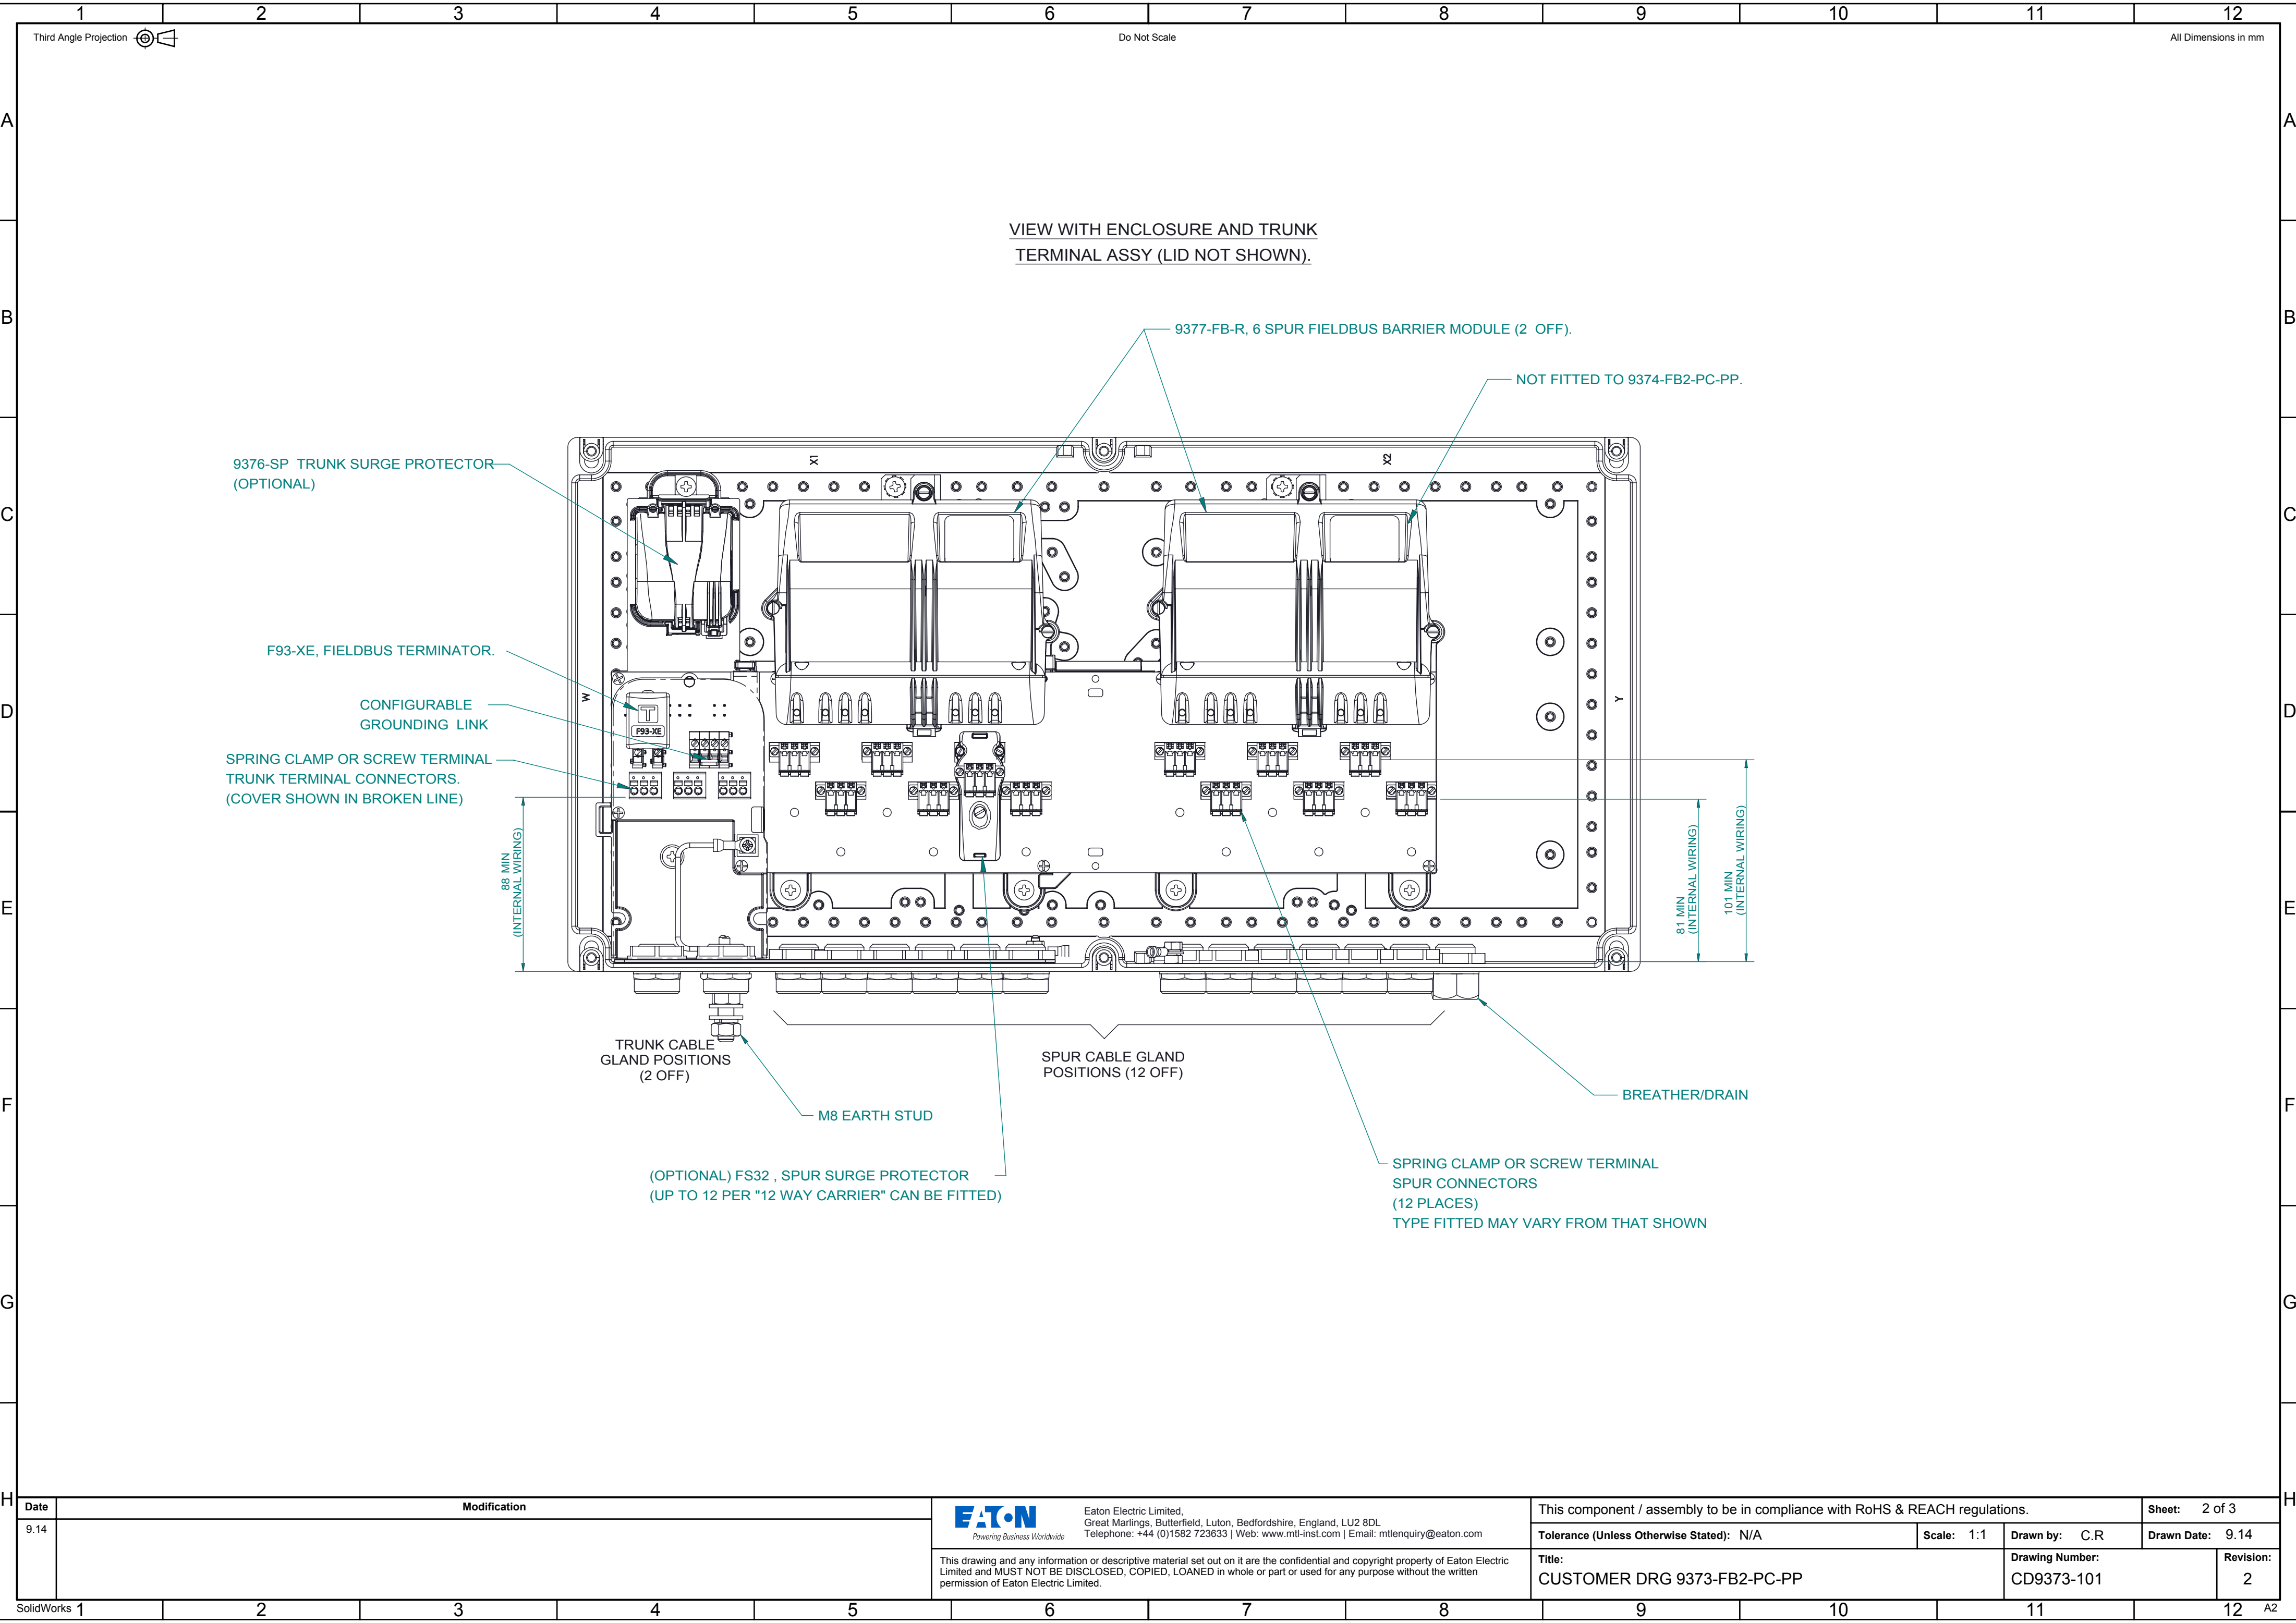 1 2 3 4 5 6 7 8 9 10 11 12
Third Angle Projection
Do Not Scale
All Dimensions in mm
A A
B B
C C
D D
E E
F F
G G
H H
VIEW WITH ENCLOSURE AND TRUNK
TERMINAL ASSY (LID NOT SHOWN).
9377-FB-R, 6 SPUR FIELDBUS BARRIER MODULE (2 OFF).
NOT FITTED TO 9374-FB2-PC-PP.
9376-SP TRUNK SURGE PROTECTOR
(OPTIONAL)
X1
X2
F93-XE, FIELDBUS TERMINATOR.
W
Y
CONFIGURABLE
GROUNDING LINK
T
F93-XE
SPRING CLAMP OR SCREW TERMINAL
TRUNK TERMINAL CONNECTORS.
(COVER SHOWN IN BROKEN LINE)
88 MIN
(INTERNAL WIRING)
81 MIN
(INTERNAL WIRING)
101 MIN
(INTERNAL WIRING)
TRUNK CABLE
GLAND POSITIONS
(2 OFF)
SPUR CABLE GLAND
POSITIONS (12 OFF)
BREATHER/DRAIN
M8 EARTH STUD
(OPTIONAL) FS32 , SPUR SURGE PROTECTOR
(UP TO 12 PER "12 WAY CARRIER" CAN BE FITTED)
SPRING CLAMP OR SCREW TERMINAL
SPUR CONNECTORS
(12 PLACES)
TYPE FITTED MAY VARY FROM THAT SHOWN
Date
Modification
9.14
EATON
Powering Business Worldwide
Eaton Electric Limited,
Great Marlings, Butterfield, Luton, Bedfordshire, England, LU2 8DL
Telephone: +44 (0)1582 723633 | Web: www.mtl-inst.com | Email: mtlenquiry@eaton.com
This drawing and any information or descriptive material set out on it are the confidential and copyright property of Eaton Electric
Limited and MUST NOT BE DISCLOSED, COPIED, LOANED in whole or part or used for any purpose without the written
permission of Eaton Electric Limited.
This component / assembly to be in compliance with RoHS & REACH regulations.
Sheet: 2 of 3
Tolerance (Unless Otherwise Stated): N/A
Scale: 1:1
Drawn by: C.R
Drawn Date: 9.14
Title:
CUSTOMER DRG 9373-FB2-PC-PP
Drawing Number:
CD9373-101
Revision:
2
SolidWorks 1 2 3 4 5 6 7 8 9 10 11 12 A2